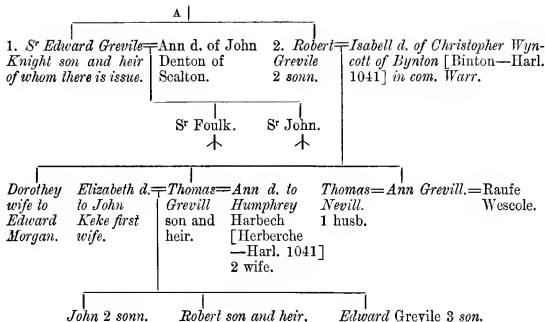 A
1. Sr Edward Grevile=Ann d. of John
Knight son and heir Denton of
of whom there is issue. Scalton.
2. Robert=Isabell d. of Christopher Wyn-
Grevile cott of Bynlon [Binton—Harl.
2 sonn. 1041] in com. Warr.
Sr Foulk. Sr John.
Dorothey
wife to
Edward
Morgan.
Elizabeth d.=Thomas=Ann d. to
to John Grevill Humphrey
Keke first son and Harbech
wife. heir. [Herberche
—Harl. 1041]
2 wife.
Thomas=Ann Grevill.=Raufe
Nevill. Wescole.
1 husb.
John 2 sonn. Robert son and heir. Edward Grevile 3 son.